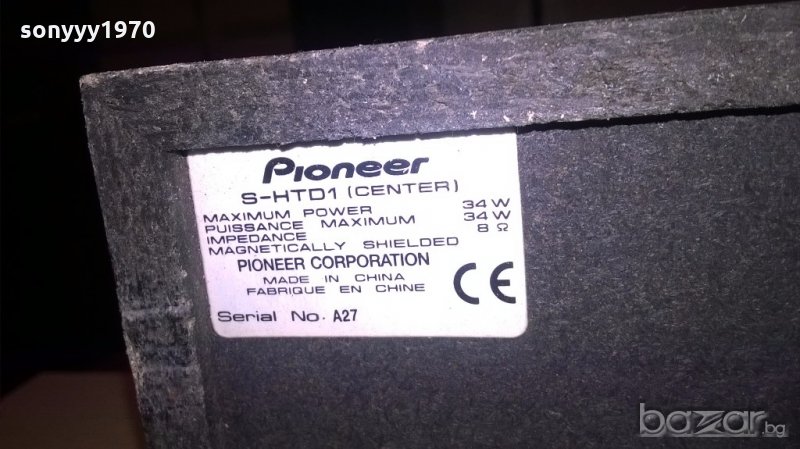 sonyyy1970
Pioneer
S-HTD1 (CENTER)
MAXIMUM POWER 34 W
PUISSANCE MAXIMUM 34 W
IMPEDANCE 8 Ω
MAGNETICALLY SHIELDED
PIONEER CORPORATION
MADE IN CHINA
FABRIQUE EN CHINE
CE
Serial No. A27
bazar.bg